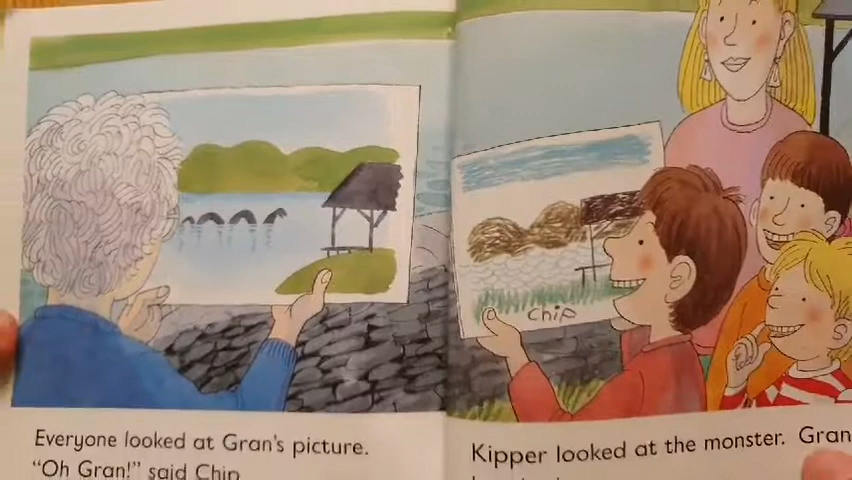 Everyone looked at Gran's picture.
"Oh Gran!" said Chip
Chip
Kipper looked at the monster. Gran